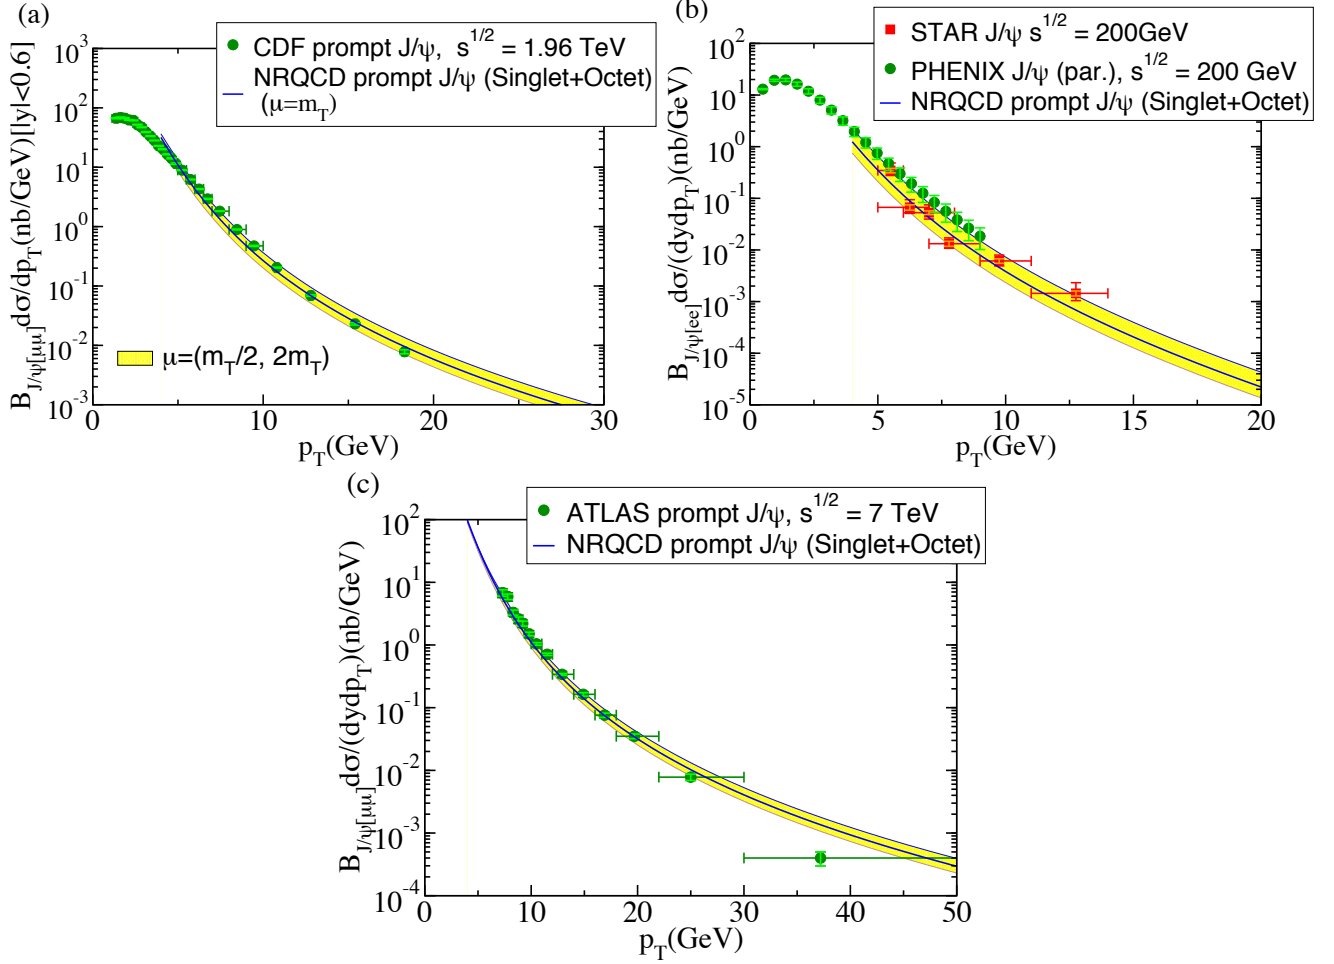 (a)
CDF prompt J/ψ, s^1/2 = 1.96 TeV
NRQCD prompt J/ψ (Singlet+Octet)
(μ=m_T)
B_J/ψ[μμ]dσ/dp_T(nb/GeV)[|y|<0.6]
10^3
10^2
10^1
10^0
10^-1
10^-2
10^-3
μ=(m_T/2, 2m_T)
0 10 20 30
p_T(GeV)
(b)
STAR J/ψ s^1/2 = 200GeV
PHENIX J/ψ (par.), s^1/2 = 200 GeV
NRQCD prompt J/ψ (Singlet+Octet)
B_J/ψ[ee]dσ/(dydp_T)(nb/GeV)
10^2
10^1
10^0
10^-1
10^-2
10^-3
10^-4
10^-5
5 10 15 20
p_T(GeV)
(c)
ATLAS prompt J/ψ, s^1/2 = 7 TeV
NRQCD prompt J/ψ (Singlet+Octet)
B_J/ψ[μμ]dσ/(dydp_T)(nb/GeV)
10^2
10^1
10^0
10^-1
10^-2
10^-3
10^-4
0 10 20 30 40 50
p_T(GeV)